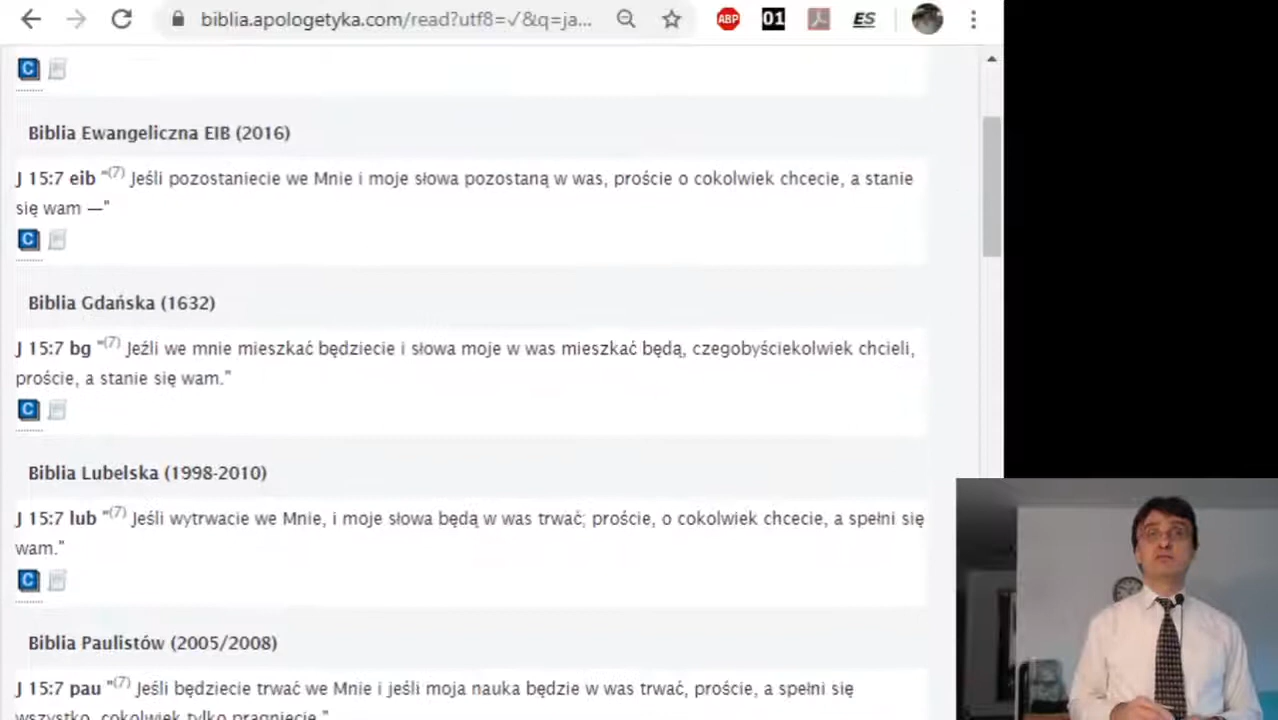 biblia.apologetyka.com/read?utf8=✓&q=ja...
ABP
01
ES
C
Biblia Ewangeliczna EIB (2016)
J 15:7 eib "(7) Jeśli pozostaniecie we Mnie i moje słowa pozostaną w was, proście o cokolwiek chcecie, a stanie
się wam —"
C
Biblia Gdańska (1632)
J 15:7 bg "(7) Jeźli we mnie mieszkać będziecie i słowa moje w was mieszkać będą, czegobyściekolwiek chcieli,
proście, a stanie się wam."
C
Biblia Lubelska (1998-2010)
J 15:7 lub "(7) Jeśli wytrwacie we Mnie, i moje słowa będą w was trwać; proście, o cokolwiek chcecie, a spełni się
wam."
C
Biblia Paulistów (2005/2008)
J 15:7 pau "(7) Jeśli będziecie trwać we Mnie i jeśli moja nauka będzie w was trwać, proście, a spełni się
wszystko, cokolwiek tylko pragniecie."